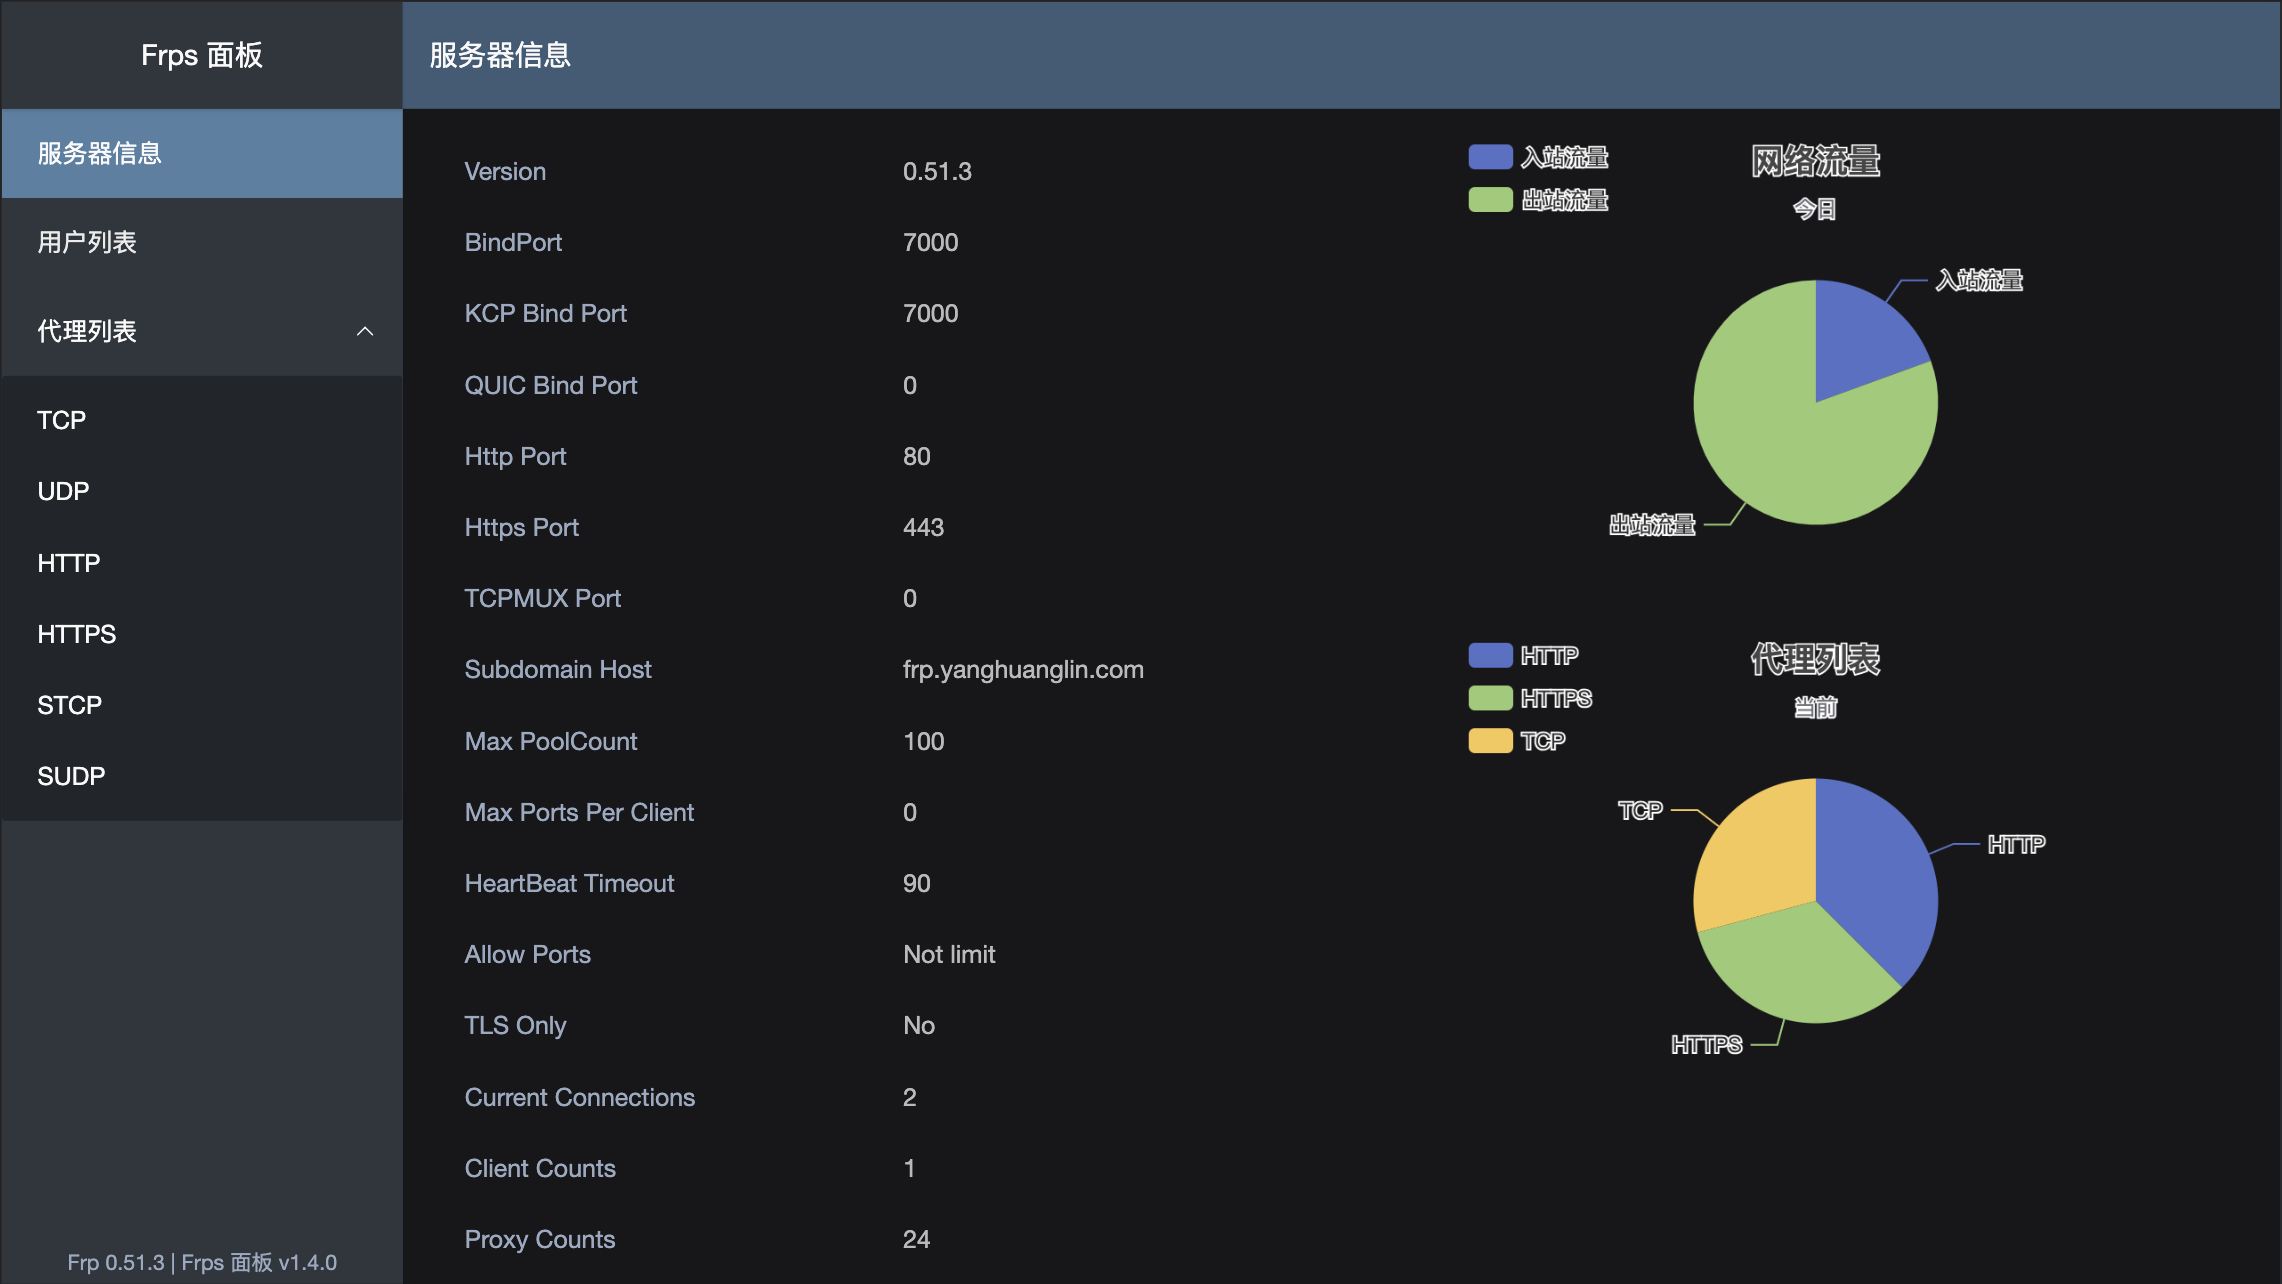 Frps 面板
服务器信息
用户列表
代理列表
TCP
UDP
HTTP
HTTPS
STCP
SUDP
Frp 0.51.3 | Frps 面板 v1.4.0
服务器信息
Version 0.51.3
BindPort 7000
KCP Bind Port 7000
QUIC Bind Port 0
Http Port 80
Https Port 443
TCPMUX Port 0
Subdomain Host frp.yanghuanglin.com
Max PoolCount 100
Max Ports Per Client 0
HeartBeat Timeout 90
Allow Ports Not limit
TLS Only No
Current Connections 2
Client Counts 1
Proxy Counts 24
入站流量
出站流量
网络流量
今日
入站流量
出站流量
HTTP
HTTPS
TCP
代理列表
当前
TCP
HTTP
HTTPS